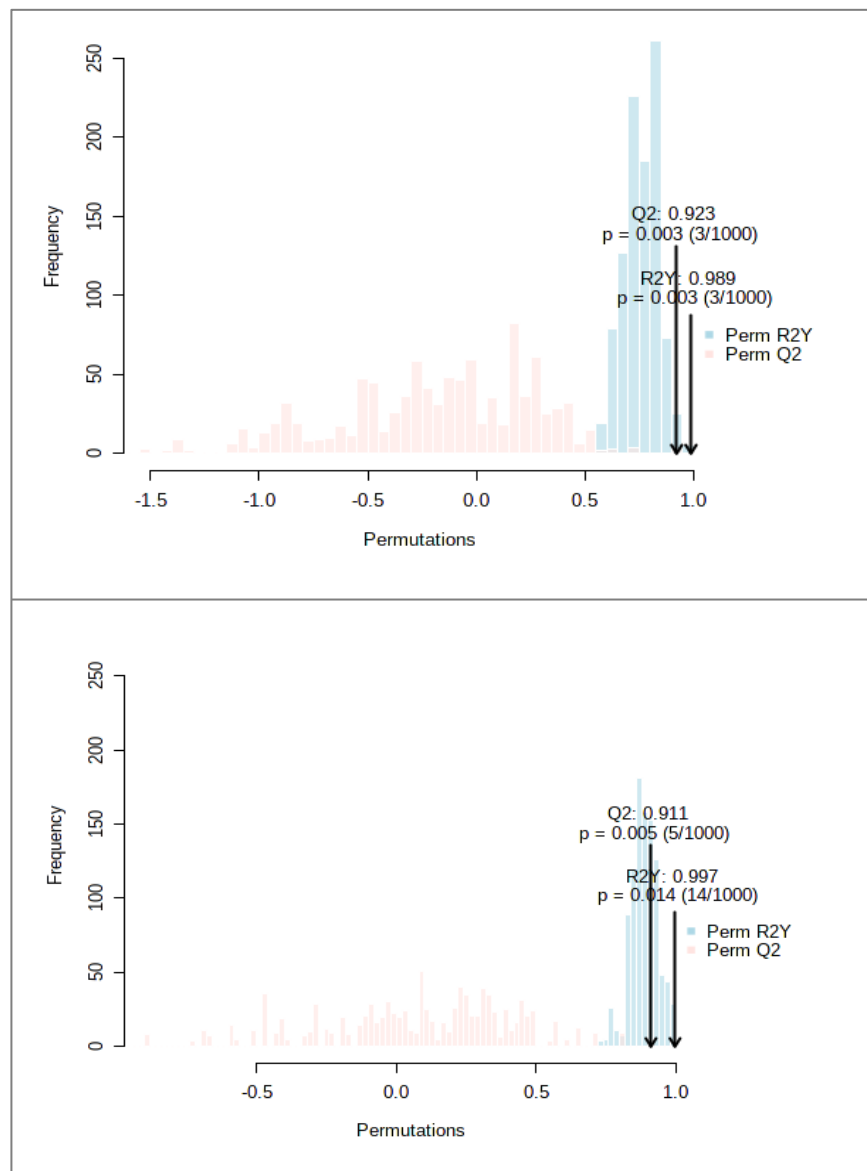 250
200
150
100
50
0
Frequency
Q2: 0.923
p = 0.003 (3/1000)
R2Y: 0.989
p = 0.003 (3/1000)
Perm R2Y
Perm Q2
-1.5 -1.0 -0.5 0.0 0.5 1.0
Permutations
250
200
150
100
50
0
Frequency
Q2: 0.911
p = 0.005 (5/1000)
R2Y: 0.997
p = 0.014 (14/1000)
Perm R2Y
Perm Q2
-0.5 0.0 0.5 1.0
Permutations